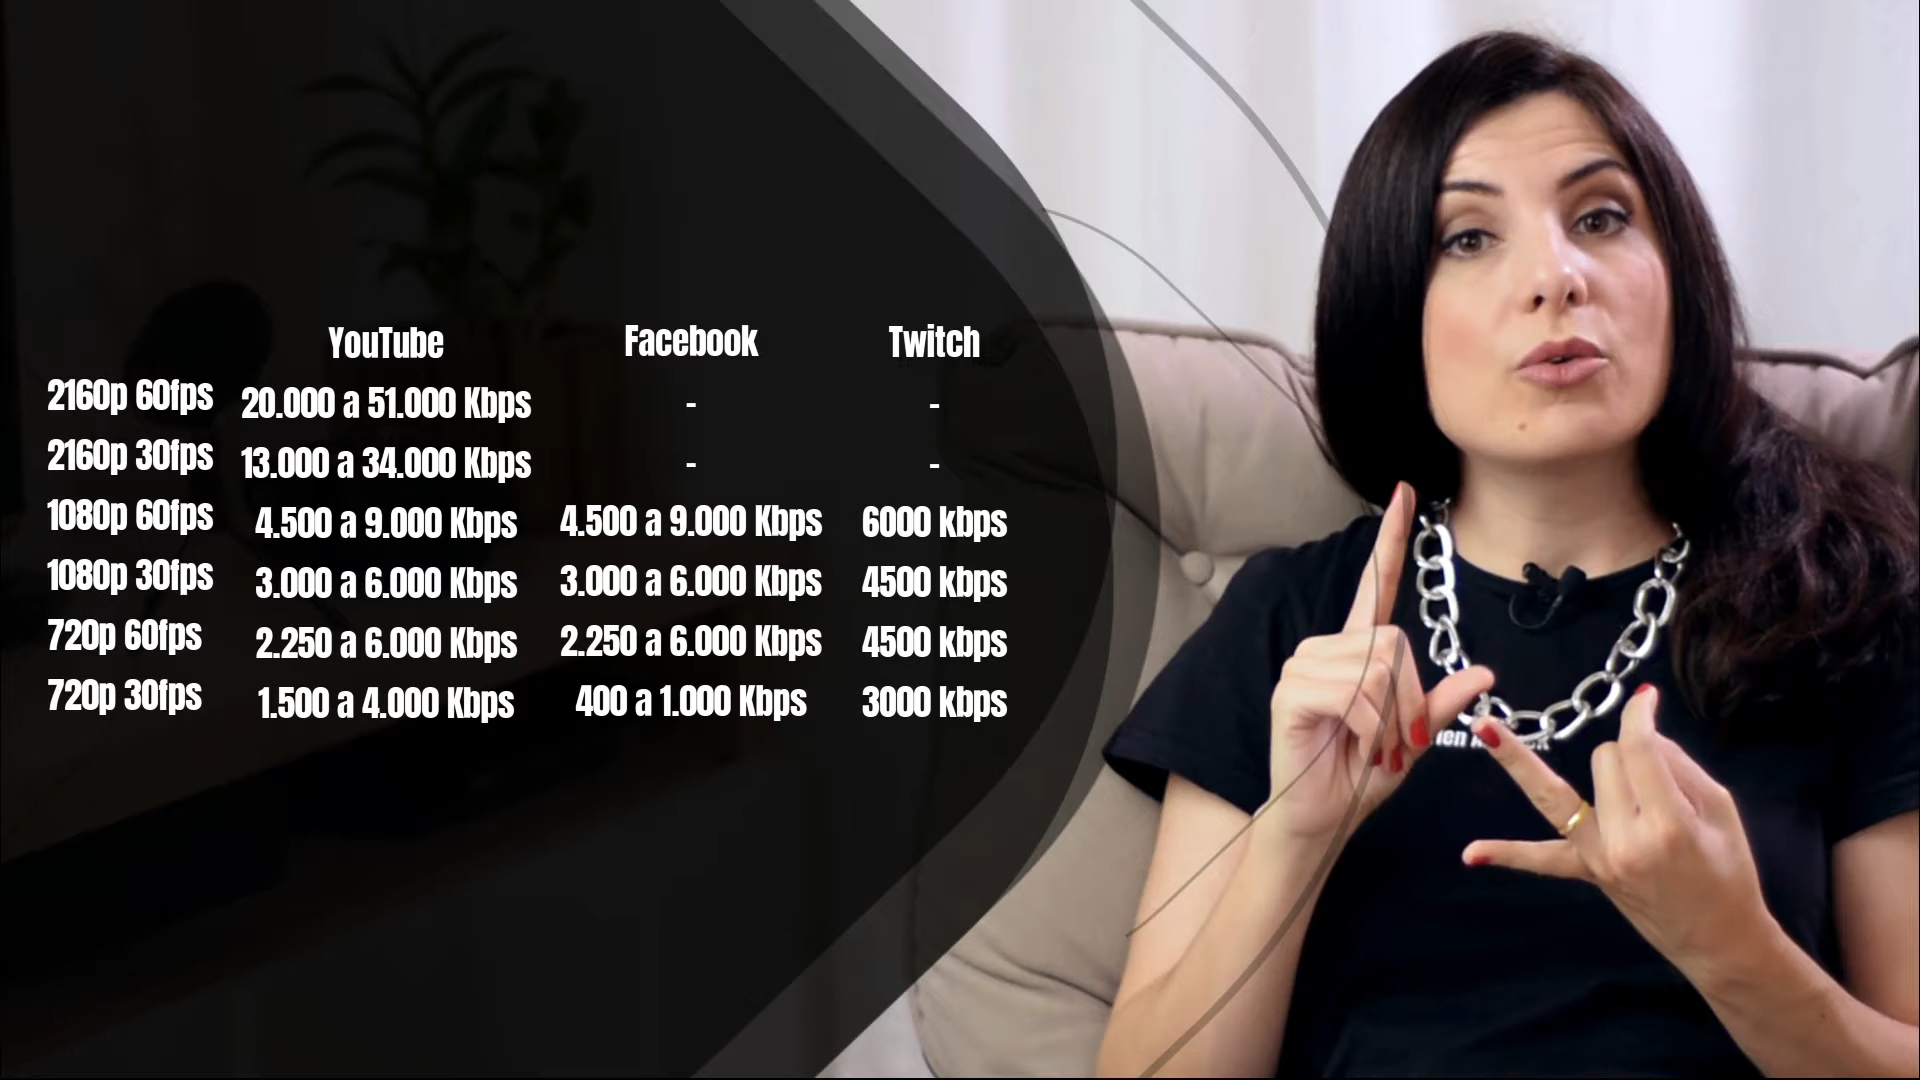 YouTube Facebook Twitch
2160p 60fps 20.000 a 51.000 Kbps - -
2160p 30fps 13.000 a 34.000 Kbps - -
1080p 60fps 4.500 a 9.000 Kbps 4.500 a 9.000 Kbps 6000 kbps
1080p 30fps 3.000 a 6.000 Kbps 3.000 a 6.000 Kbps 4500 kbps
720p 60fps 2.250 a 6.000 Kbps 2.250 a 6.000 Kbps 4500 kbps
720p 30fps 1.500 a 4.000 Kbps 400 a 1.000 Kbps 3000 kbps